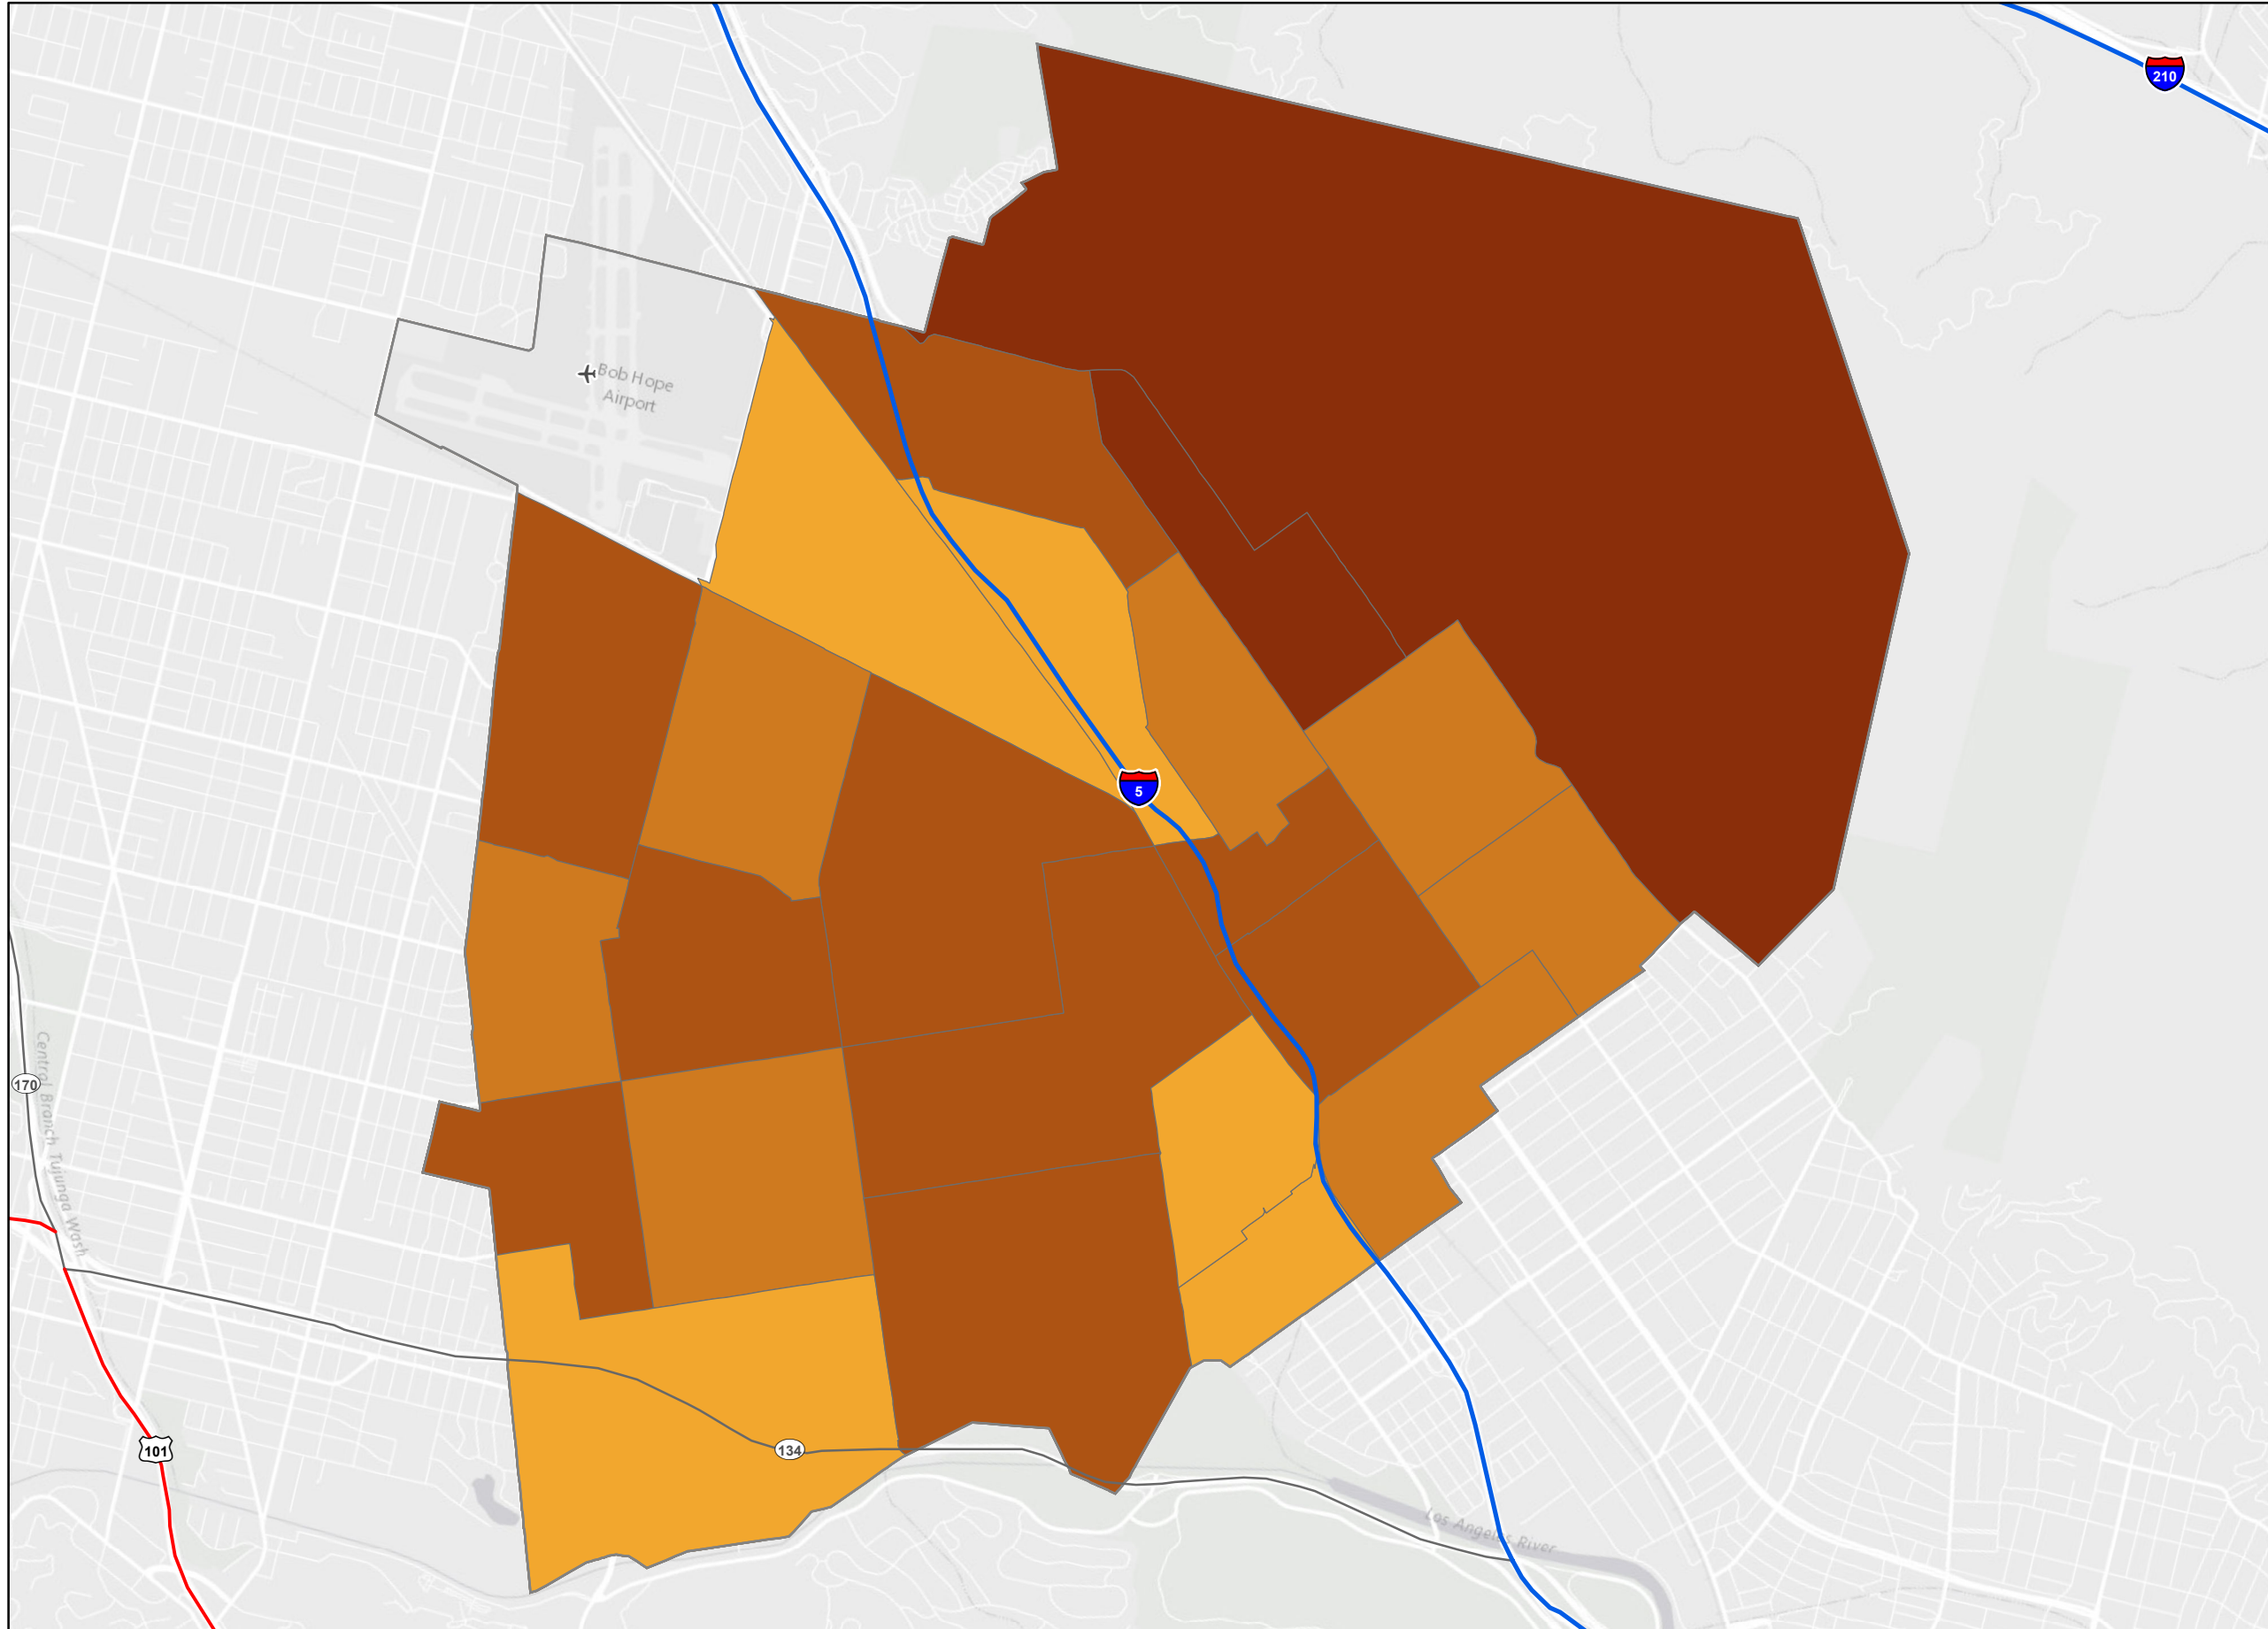 210
Bob Hope
Airport
5
170
Central Branch Tujunga Wash
134
101
Los Angeles River